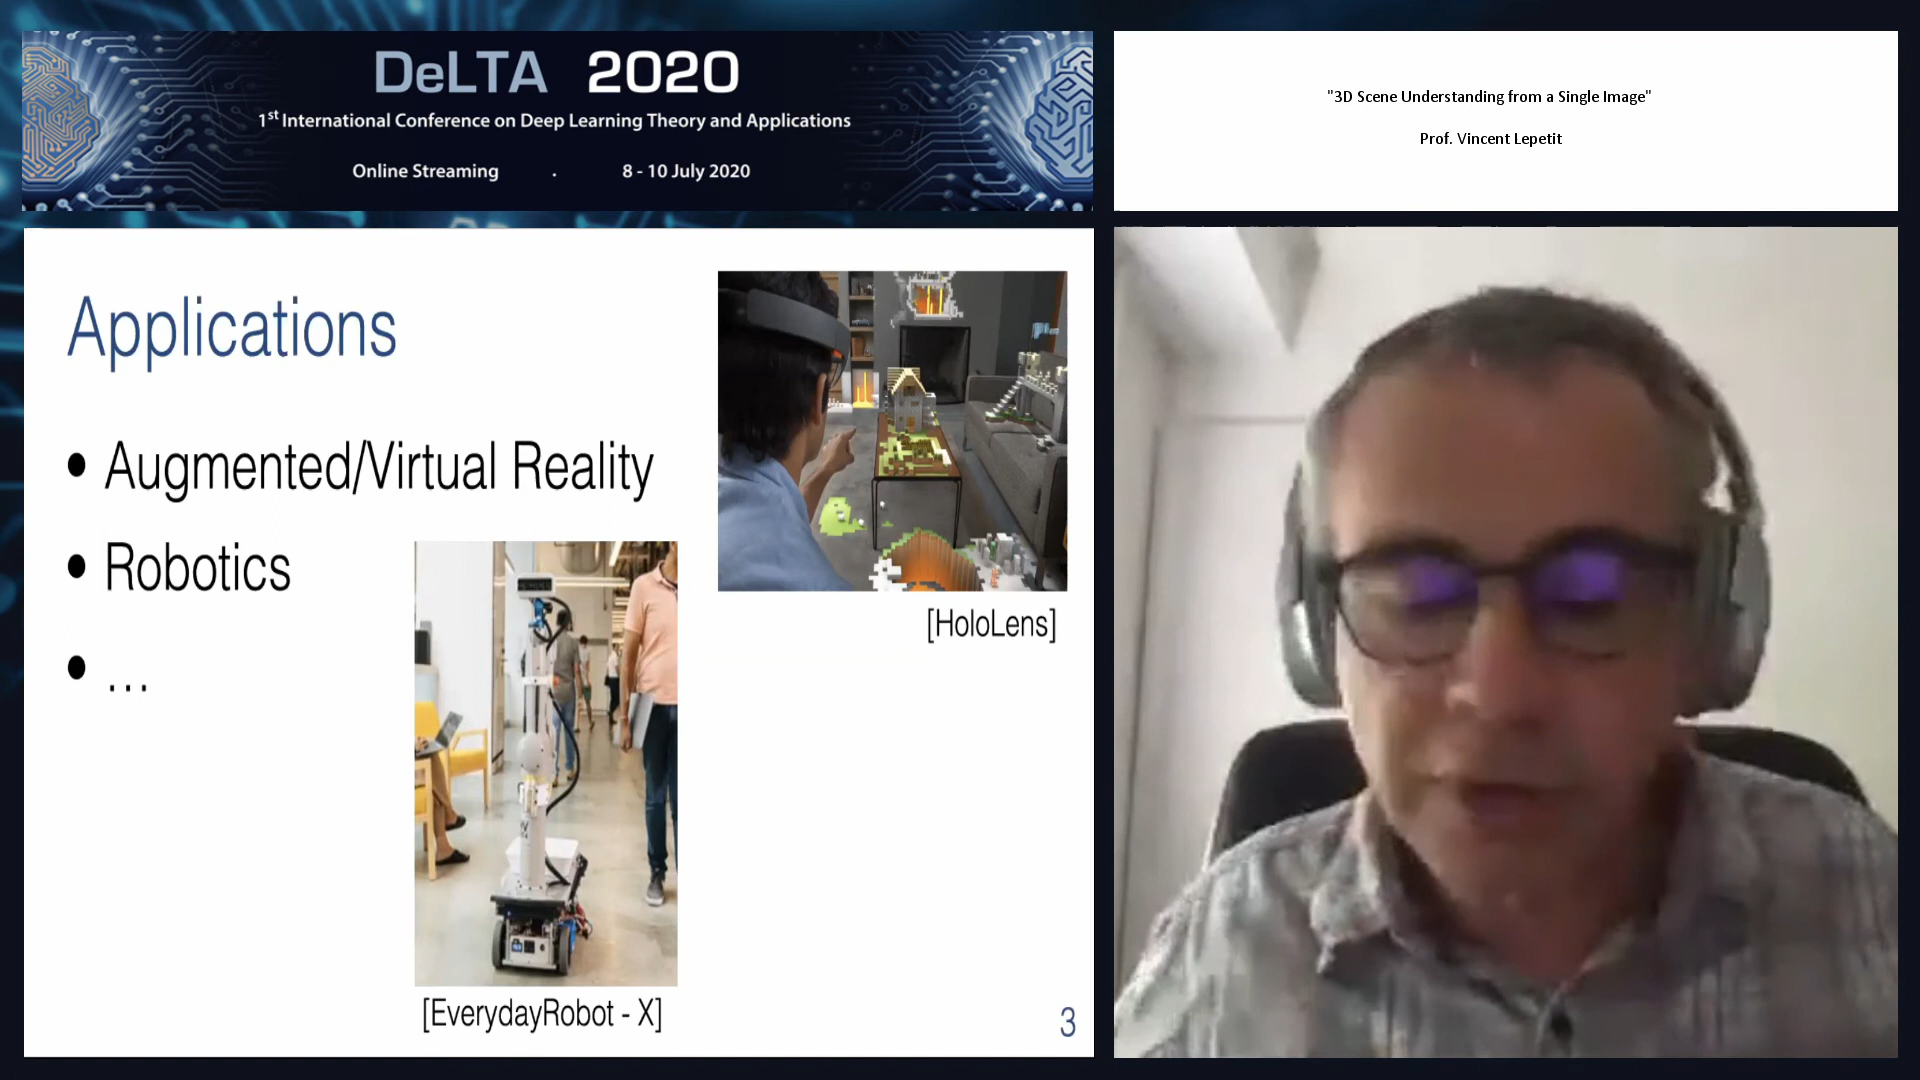 DeLTA 2020
1st International Conference on Deep Learning Theory and Applications
Online Streaming . 8 - 10 July 2020
"3D Scene Understanding from a Single Image"
Prof. Vincent Lepetit
Applications
• Augmented/Virtual Reality
• Robotics
• ...
[HoloLens]
[EverydayRobot - X]
3